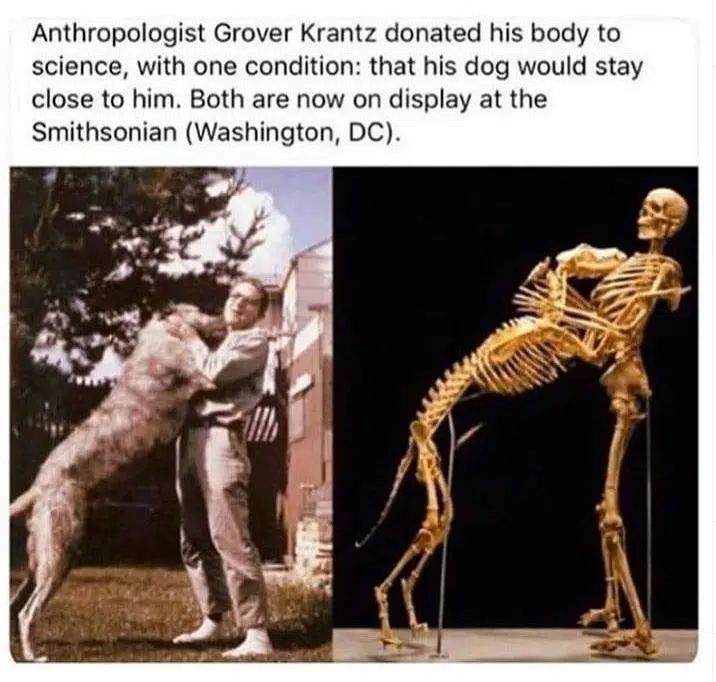 Anthropologist Grover Krantz donated his body to
science, with one condition: that his dog would stay
close to him. Both are now on display at the
Smithsonian (Washington, DC).